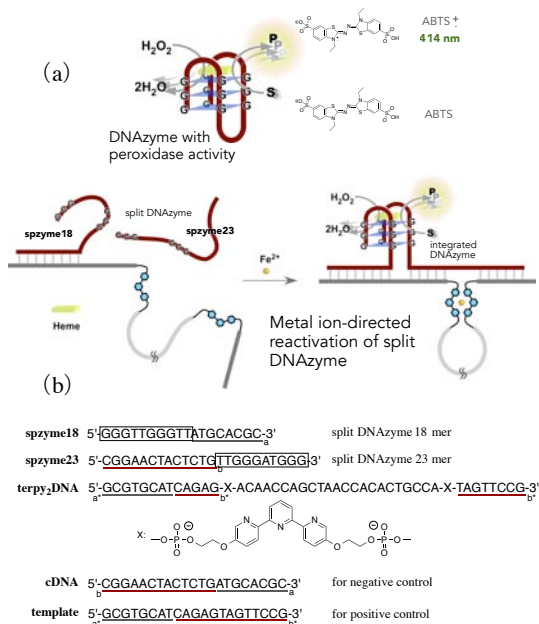 (a)
H₂O₂
2H₂O
P
P
P
S
G G G
G G G
G G G
DNAzyme with
peroxidase activity
ABTS⁺·
414 nm
ABTS
spzyme18
split DNAzyme
spzyme23
Heme
Fe²⁺
H₂O₂
2H₂O
P
P
S
integrated
DNAzyme
Metal ion-directed
reactivation of split
DNAzyme
(b)
spzyme18 5'-GGGTTGGGTTATGCACGC-3' split DNAzyme 18 mer
a
spzyme23 5'-CGGAACTACTCTGTTGGGATGGG-3' split DNAzyme 23 mer
b
terpy₂DNA 5'-GCGTGCATCAGAG-X-ACAACCAGCTAACCACACTGCCA-X-TAGTTCCG-3'
a* b* b*
X: O O⁻ P O O N N N O O P O O⁻
cDNA 5'-CGGAACTACTCTGATGCACGC-3' for negative control
b a
template 5'-GCGTGCATCAGAGTAGTTCCG-3' for positive control
a* b*